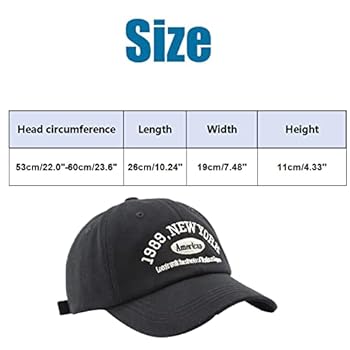 Size
Head circumference Length Width Height
53cm/22.0"-60cm/23.6" 26cm/10.24" 19cm/7.48" 11cm/4.33"
1989, NEW YORK
American